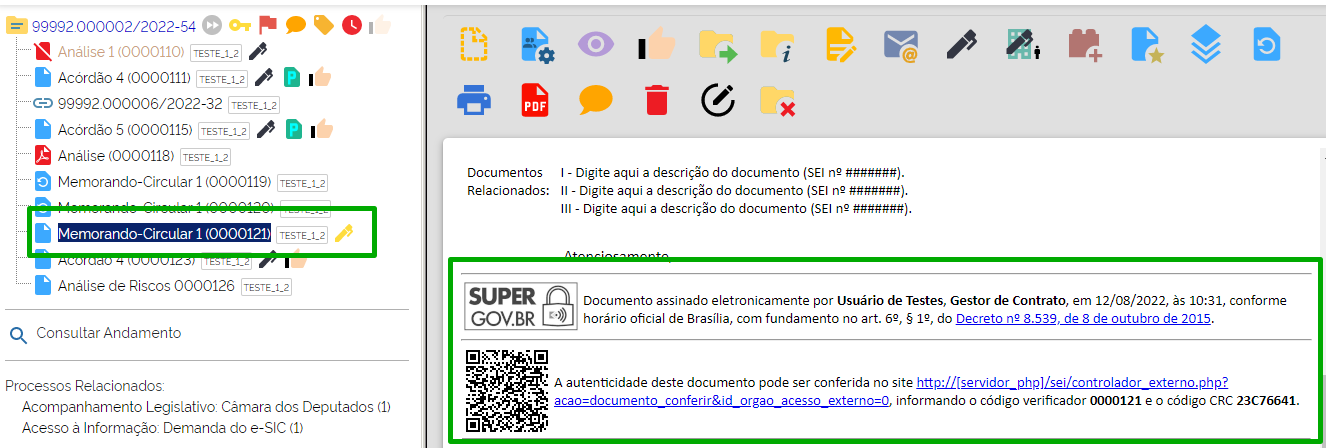 99992.000002/2022-54
Análise 1 (0000110) TESTE_1_2
Acórdão 4 (0000111) TESTE_1_2 P
99992.000006/2022-32 TESTE_1_2
Acórdão 5 (0000115) TESTE_1_2 P
Análise (0000118) TESTE_1_2
Memorando-Circular 1 (0000119) TESTE_1_2
Memorando-Circular 1 (0000120) TESTE_1_2
Memorando-Circular 1 (0000121) TESTE_1_2
Acórdão 4 (0000123) TESTE_1_2
Análise de Riscos 0000126 TESTE_1_2
Consultar Andamento
Processos Relacionados:
Acompanhamento Legislativo: Câmara dos Deputados (1)
Acesso à Informação: Demanda do e-SIC (1)
PDF
Documentos I - Digite aqui a descrição do documento (SEI nº #######).
Relacionados: II - Digite aqui a descrição do documento (SEI nº #######).
III - Digite aqui a descrição do documento (SEI nº #######).
Atenciosamente,
SUPER
GOV.BR
Documento assinado eletronicamente por Usuário de Testes, Gestor de Contrato, em 12/08/2022, às 10:31, conforme
horário oficial de Brasília, com fundamento no art. 6º, § 1º, do Decreto nº 8.539, de 8 de outubro de 2015.
A autenticidade deste documento pode ser conferida no site http://[servidor_php]/sei/controlador_externo.php?
acao=documento_conferir&id_orgao_acesso_externo=0, informando o código verificador 0000121 e o código CRC 23C76641.